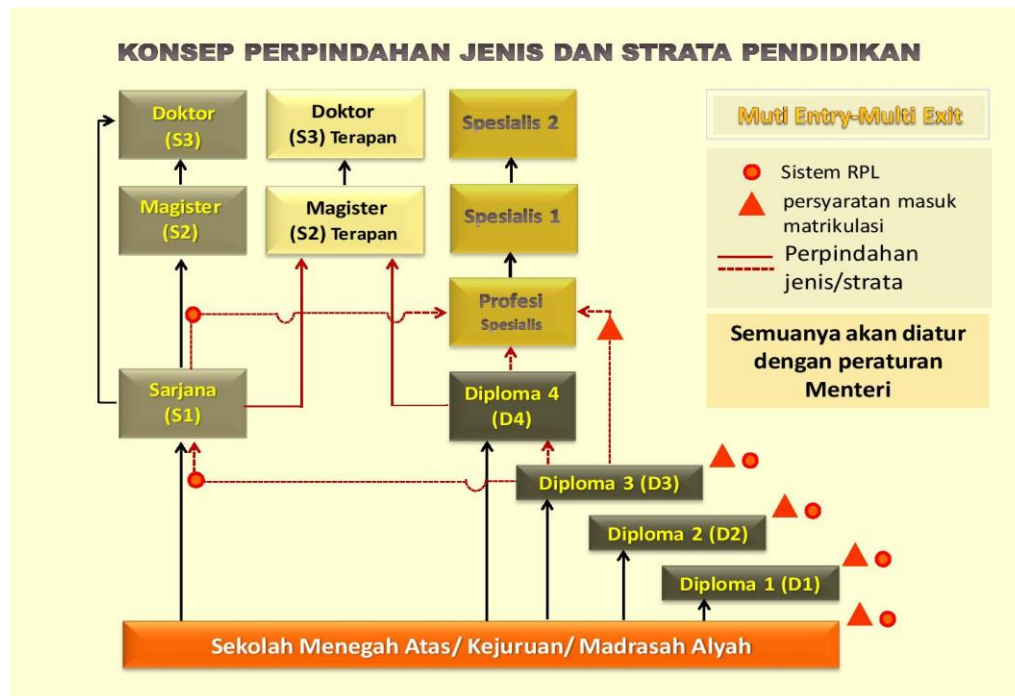 KONSEP PERPINDAHAN JENIS DAN STRATA PENDIDIKAN
Doktor
(S3)
Doktor
(S3) Terapan
Spesialis 2
Muti Entry-Multi Exit
Sistem RPL
persyaratan masuk
matrikulasi
Perpindahan
jenis/strata
Magister
(S2)
Magister
(S2) Terapan
Spesialis 1
Profesi
Spesialis
Semuanya akan diatur
dengan peraturan
Menteri
Sarjana
(S1)
Diploma 4
(D4)
Diploma 3 (D3)
Diploma 2 (D2)
Diploma 1 (D1)
Sekolah Menegah Atas/ Kejuruan/ Madrasah Alyah